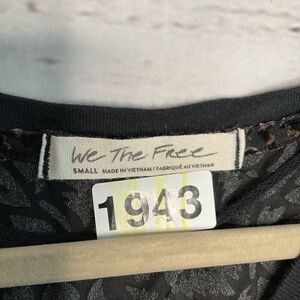 We The Free
SMALL MADE IN VIETNAM / FABRIQUÉ AU VIETNAM
1943